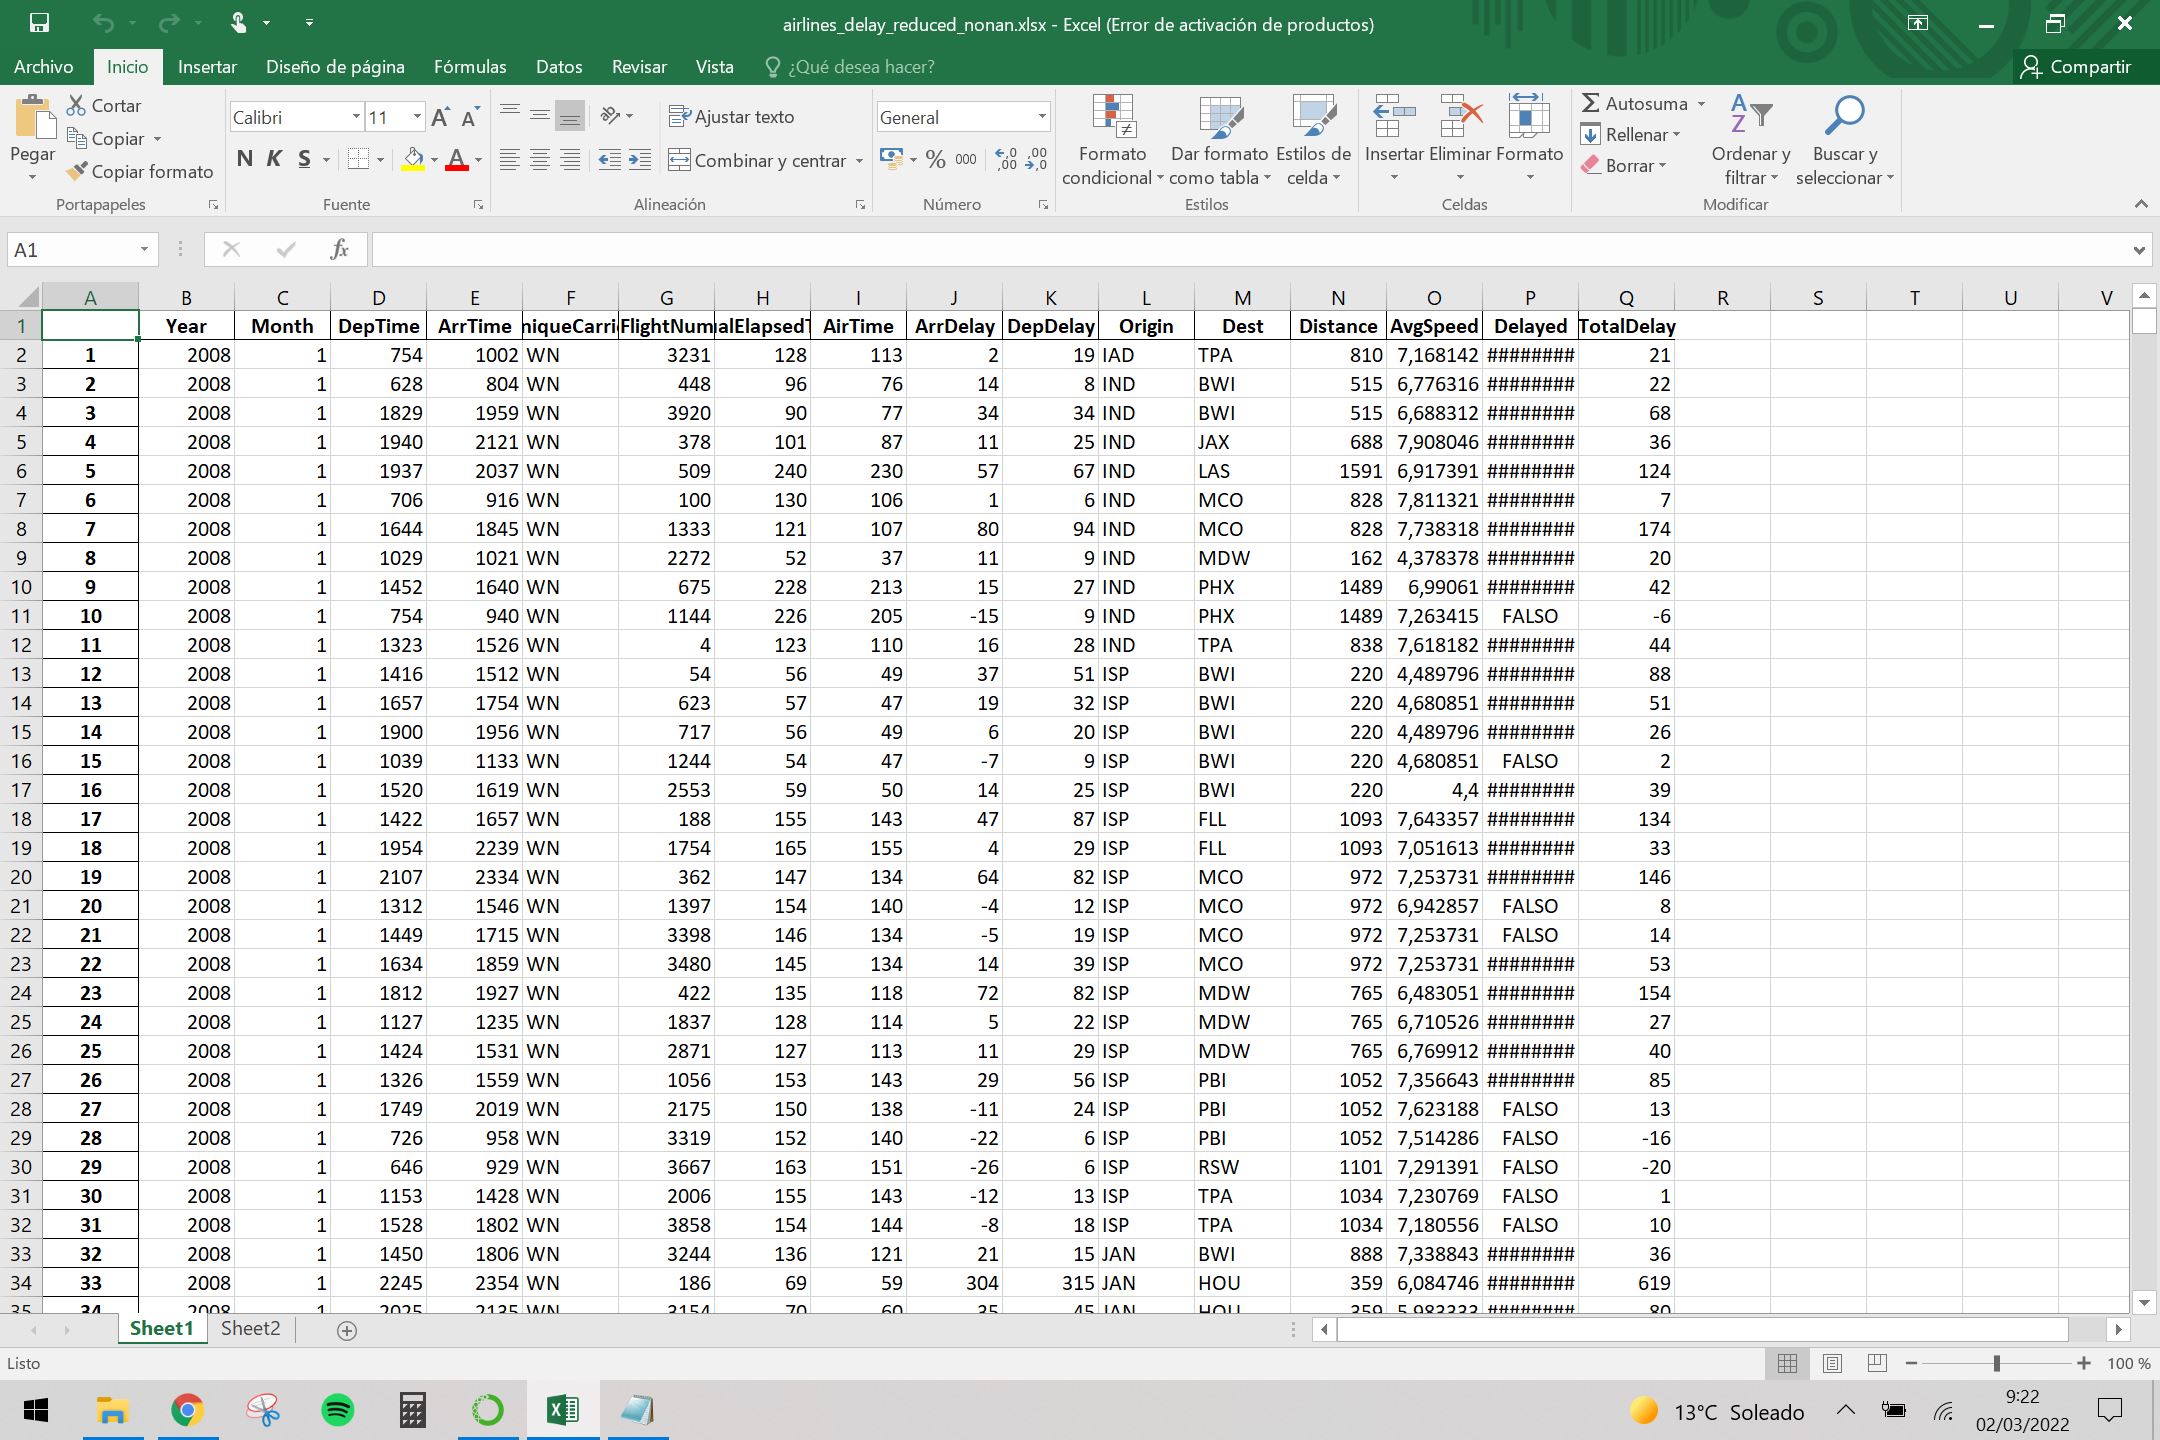 airlines_delay_reduced_nonan.xlsx - Excel (Error de activación de productos)
Archivo Inicio Insertar Diseño de página Fórmulas Datos Revisar Vista ¿Qué desea hacer? Compartir
Pegar Cortar Copiar Copiar formato
Calibri 11
N K S
Ajustar texto
Combinar y centrar
General
% 000
Formato condicional
Dar formato como tabla
Estilos de celda
Insertar Eliminar Formato
Autosuma
Rellenar
Borrar
Ordenar y filtrar
Buscar y seleccionar
Portapapeles Fuente Alineación Número Estilos Celdas Modificar
A1 fx
A B C D E F G H I J K L M N O P Q R S T U V
1 Year Month DepTime ArrTime niqueCarri FlightNum alElapsedT AirTime ArrDelay DepDelay Origin Dest Distance AvgSpeed Delayed TotalDelay
2 1 2008 1 754 1002 WN 3231 128 113 2 19 IAD TPA 810 7,168142 ######## 21
3 2 2008 1 628 804 WN 448 96 76 14 8 IND BWI 515 6,776316 ######## 22
4 3 2008 1 1829 1959 WN 3920 90 77 34 34 IND BWI 515 6,688312 ######## 68
5 4 2008 1 1940 2121 WN 378 101 87 11 25 IND JAX 688 7,908046 ######## 36
6 5 2008 1 1937 2037 WN 509 240 230 57 67 IND LAS 1591 6,917391 ######## 124
7 6 2008 1 706 916 WN 100 130 106 1 6 IND MCO 828 7,811321 ######## 7
8 7 2008 1 1644 1845 WN 1333 121 107 80 94 IND MCO 828 7,738318 ######## 174
9 8 2008 1 1029 1021 WN 2272 52 37 11 9 IND MDW 162 4,378378 ######## 20
10 9 2008 1 1452 1640 WN 675 228 213 15 27 IND PHX 1489 6,99061 ######## 42
11 10 2008 1 754 940 WN 1144 226 205 -15 9 IND PHX 1489 7,263415 FALSO -6
12 11 2008 1 1323 1526 WN 4 123 110 16 28 IND TPA 838 7,618182 ######## 44
13 12 2008 1 1416 1512 WN 54 56 49 37 51 ISP BWI 220 4,489796 ######## 88
14 13 2008 1 1657 1754 WN 623 57 47 19 32 ISP BWI 220 4,680851 ######## 51
15 14 2008 1 1900 1956 WN 717 56 49 6 20 ISP BWI 220 4,489796 ######## 26
16 15 2008 1 1039 1133 WN 1244 54 47 -7 9 ISP BWI 220 4,680851 FALSO 2
17 16 2008 1 1520 1619 WN 2553 59 50 14 25 ISP BWI 220 4,4 ######## 39
18 17 2008 1 1422 1657 WN 188 155 143 47 87 ISP FLL 1093 7,643357 ######## 134
19 18 2008 1 1954 2239 WN 1754 165 155 4 29 ISP FLL 1093 7,051613 ######## 33
20 19 2008 1 2107 2334 WN 362 147 134 64 82 ISP MCO 972 7,253731 ######## 146
21 20 2008 1 1312 1546 WN 1397 154 140 -4 12 ISP MCO 972 6,942857 FALSO 8
22 21 2008 1 1449 1715 WN 3398 146 134 -5 19 ISP MCO 972 7,253731 FALSO 14
23 22 2008 1 1634 1859 WN 3480 145 134 14 39 ISP MCO 972 7,253731 ######## 53
24 23 2008 1 1812 1927 WN 422 135 118 72 82 ISP MDW 765 6,483051 ######## 154
25 24 2008 1 1127 1235 WN 1837 128 114 5 22 ISP MDW 765 6,710526 ######## 27
26 25 2008 1 1424 1531 WN 2871 127 113 11 29 ISP MDW 765 6,769912 ######## 40
27 26 2008 1 1326 1559 WN 1056 153 143 29 56 ISP PBI 1052 7,356643 ######## 85
28 27 2008 1 1749 2019 WN 2175 150 138 -11 24 ISP PBI 1052 7,623188 FALSO 13
29 28 2008 1 726 958 WN 3319 152 140 -22 6 ISP PBI 1052 7,514286 FALSO -16
30 29 2008 1 646 929 WN 3667 163 151 -26 6 ISP RSW 1101 7,291391 FALSO -20
31 30 2008 1 1153 1428 WN 2006 155 143 -12 13 ISP TPA 1034 7,230769 FALSO 1
32 31 2008 1 1528 1802 WN 3858 154 144 -8 18 ISP TPA 1034 7,180556 FALSO 10
33 32 2008 1 1450 1806 WN 3244 136 121 21 15 JAN BWI 888 7,338843 ######## 36
34 33 2008 1 2245 2354 WN 186 69 59 304 315 JAN HOU 359 6,084746 ######## 619
35 34 2008 1 2025 2135 WN 3154 70 60 35 45 JAN HOU 359 5,983333 ######## 80
Sheet1 Sheet2
Listo 100 %
13°C Soleado 9:22
02/03/2022